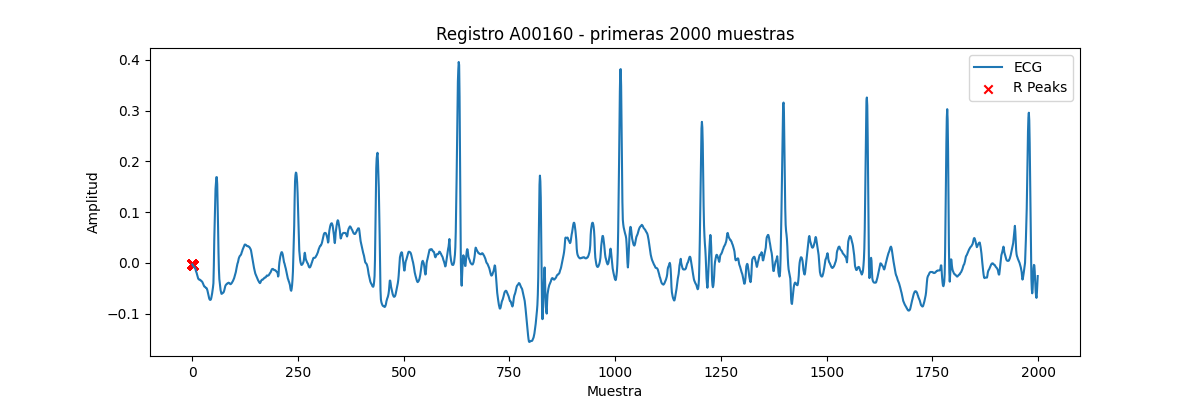 Registro A00160 - primeras 2000 muestras
ECG
R Peaks
Amplitud
0.4
0.3
0.2
0.1
0.0
−0.1
0 250 500 750 1000 1250 1500 1750 2000
Muestra